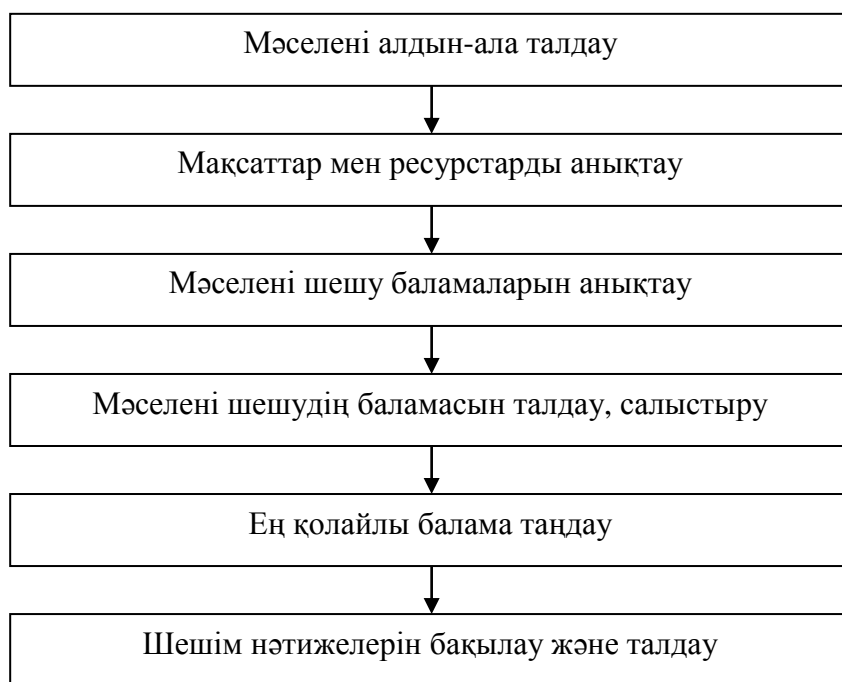 Мәселені алдын-ала талдау
Мақсаттар мен ресурстарды анықтау
Мәселені шешу баламаларын анықтау
Мәселені шешудің баламасын талдау, салыстыру
Ең қолайлы балама таңдау
Шешім нәтижелерін бақылау және талдау